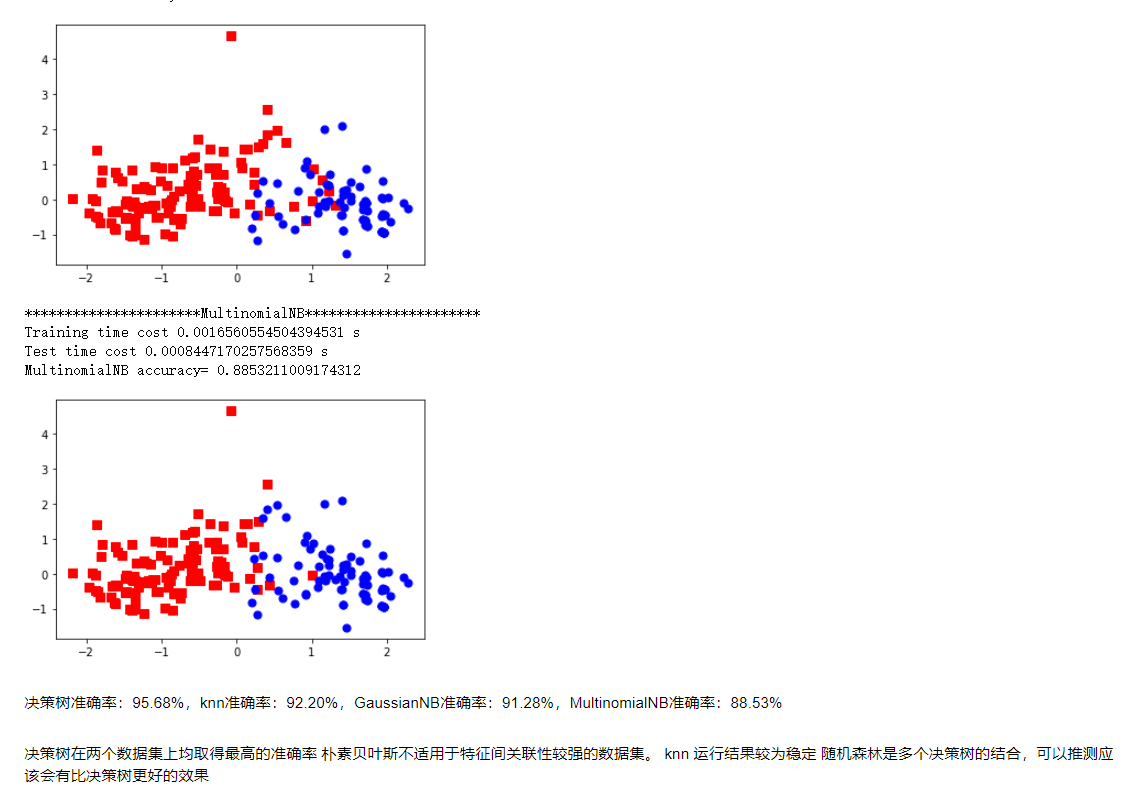 4
3
2
1
0
−1
−2 −1 0 1 2
**********************MultinomialNB**********************
Training time cost 0.0016560554504394531 s
Test time cost 0.0008447170257568359 s
MultinomialNB accuracy= 0.8853211009174312
4
3
2
1
0
−1
−2 −1 0 1 2
决策树准确率：95.68%，knn准确率：92.20%，GaussianNB准确率：91.28%，MultinomialNB准确率：88.53%
决策树在两个数据集上均取得最高的准确率 朴素贝叶斯不适用于特征间关联性较强的数据集。 knn 运行结果较为稳定 随机森林是多个决策树的结合，可以推测应
该会有比决策树更好的效果